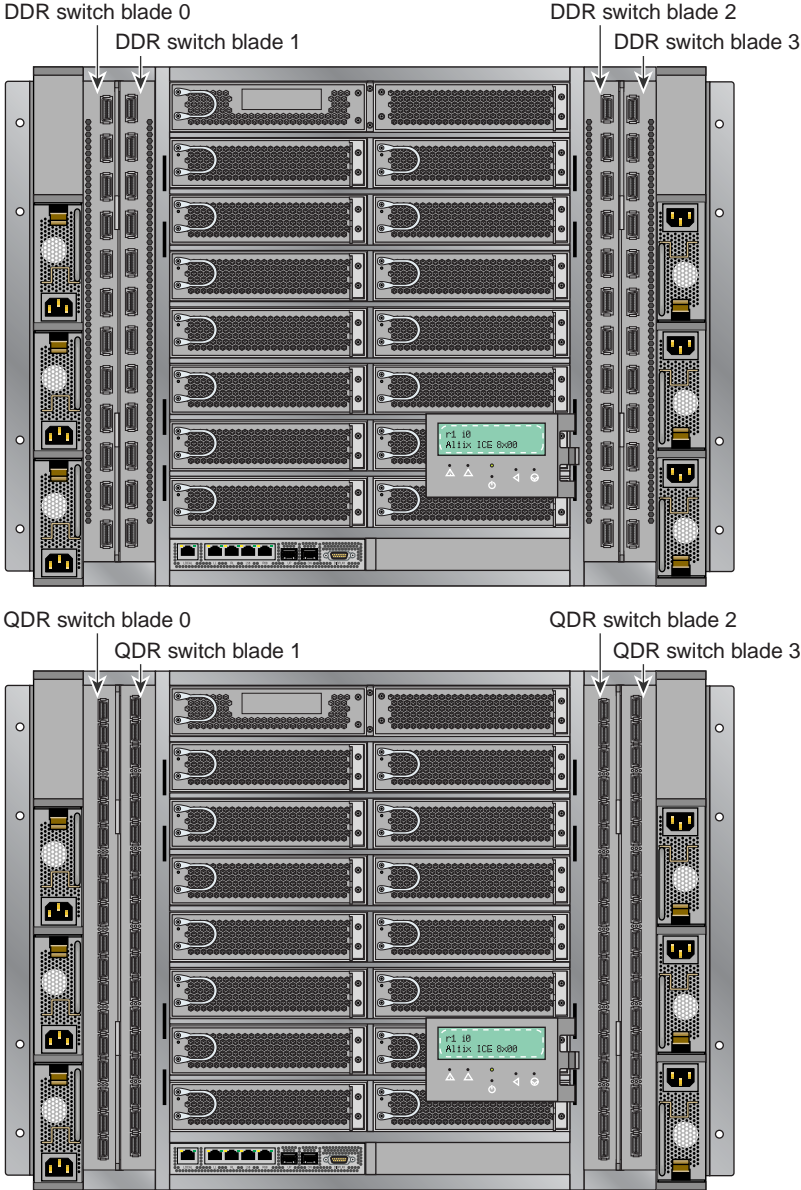 DDR switch blade 0
DDR switch blade 2
DDR switch blade 1
DDR switch blade 3
r1 i0
Altix ICE 8x00
QDR switch blade 0
QDR switch blade 2
QDR switch blade 1
QDR switch blade 3
r1 i0
Altix ICE 8x00